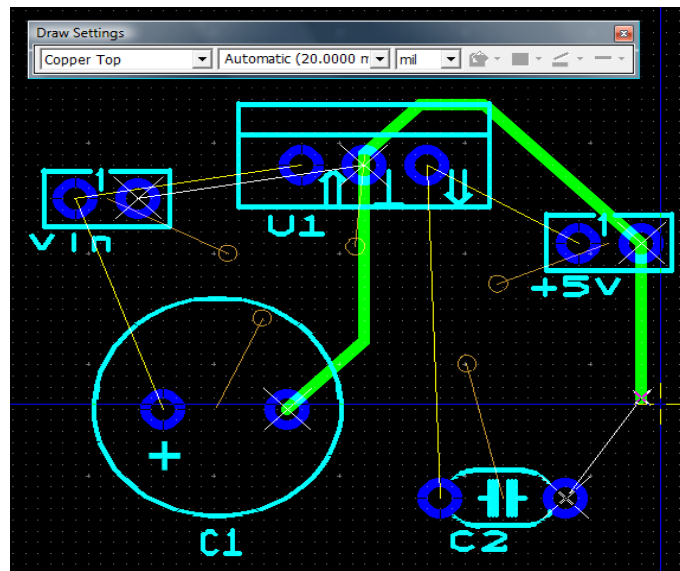 Draw Settings
Copper Top
Automatic (20.0000 m
mil
1
U1
Vin
1
+5v
+
C1
C2